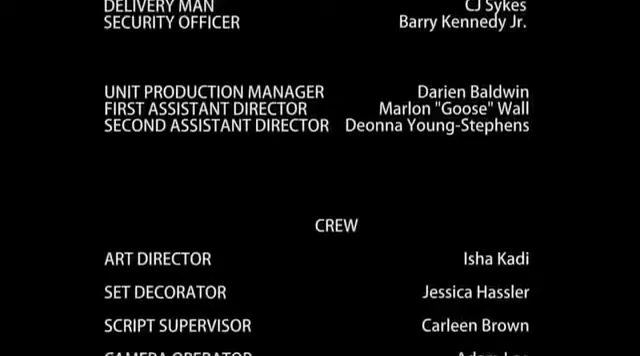 DELIVERY MAN CJ Sykes
SECURITY OFFICER Barry Kennedy Jr.
UNIT PRODUCTION MANAGER Darien Baldwin
FIRST ASSISTANT DIRECTOR Marlon "Goose" Wall
SECOND ASSISTANT DIRECTOR Deonna Young-Stephens
CREW
ART DIRECTOR Isha Kadi
SET DECORATOR Jessica Hassler
SCRIPT SUPERVISOR Carleen Brown
CAMERA OPERATOR